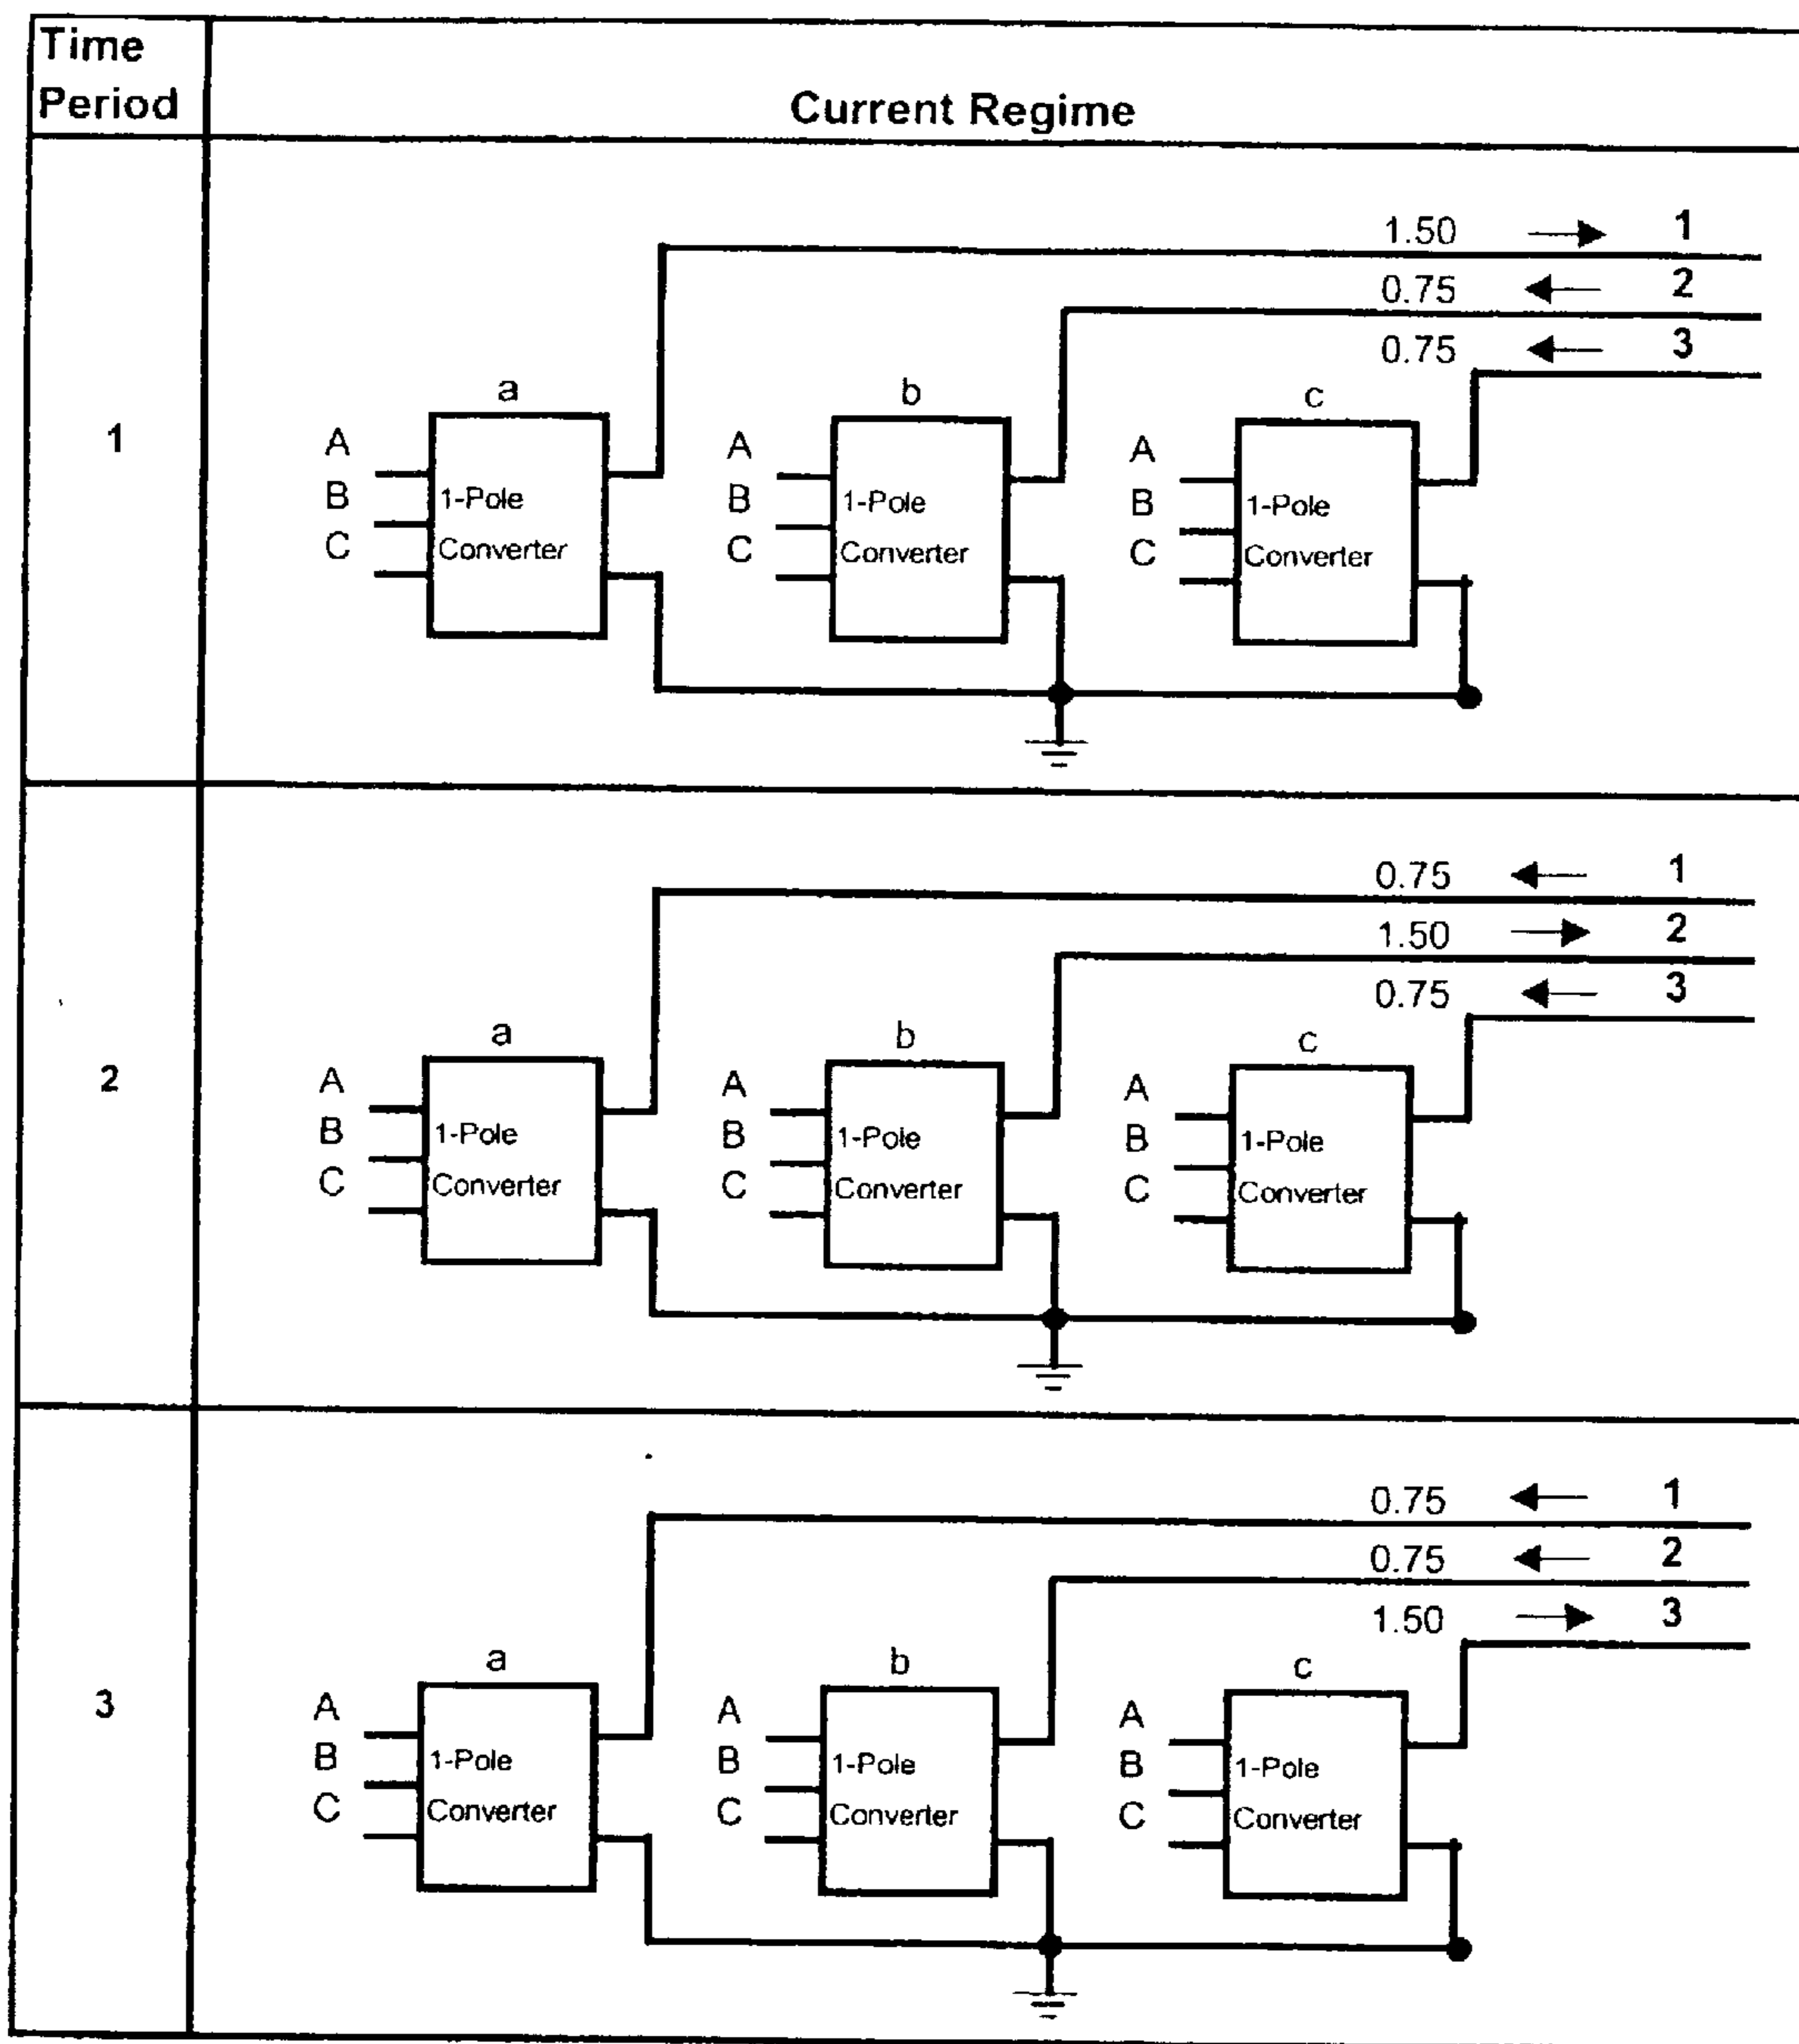 Time
Period
Current Regime
1
1.50 1
0.75 2
0.75 3
a
b
c
A
B
C
1-Pole
Converter
A
B
C
1-Pole
Converter
A
B
C
1-Pole
Converter
2
0.75 1
1.50 2
0.75 3
a
b
c
A
B
C
1-Pole
Converter
A
B
C
1-Pole
Converter
A
B
C
1-Pole
Converter
3
0.75 1
0.75 2
1.50 3
a
b
c
A
B
C
1-Pole
Converter
A
B
C
1-Pole
Converter
A
B
C
1-Pole
Converter